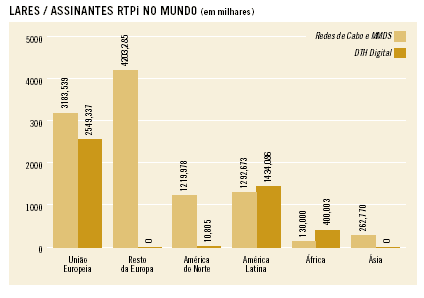 LARES / ASSINANTES RTPi NO MUNDO (em milhares)
Redes de Cabo e MMDS
DTH Digital
5000
4000
300
2000
1000
0
3183,539
2549,337
4203,285
0
1219,978
10,805
1292,673
1434,086
130,000
400,003
262,770
0
União
Europeia
Resto
da Europa
América
do Norte
América
Latina
África
Ásia